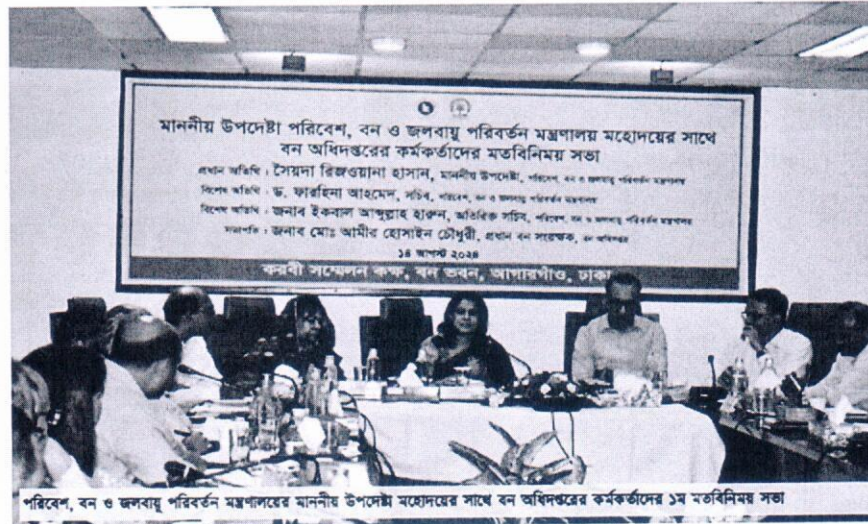 মাননীয় উপদেষ্টা পরিবেশ, বন ও জলবায়ু পরিবর্তন মন্ত্রণালয় মহোদয়ের সাথে
বন অধিদপ্তরের কর্মকর্তাদের মতবিনিময় সভা
প্রধান অতিথি : সৈয়দা রিজওয়ানা হাসান, মাননীয় উপদেষ্টা, পরিবেশ, বন ও জলবায়ু পরিবর্তন মন্ত্রণালয়
বিশেষ অতিথি : ড. ফারহিনা আহমেদ, সচিব, পরিবেশ, বন ও জলবায়ু পরিবর্তন মন্ত্রণালয়
বিশেষ অতিথি : জনাব ইকবাল আব্দুল্লাহ হারুন, অতিরিক্ত সচিব, পরিবেশ, বন ও জলবায়ু পরিবর্তন মন্ত্রণালয়
সভাপতি : জনাব মোঃ আমীর হোসাইন চৌধুরী, প্রধান বন সংরক্ষক, বন অধিদপ্তর
১৪ আগস্ট ২০২৪
করবী সম্মেলন কক্ষ, বন ভবন, আগারগাঁও, ঢাকা
পরিবেশ, বন ও জলবায়ু পরিবর্তন মন্ত্রণালয়ের মাননীয় উপদেষ্টা মহোদয়ের সাথে বন অধিদপ্তরের কর্মকর্তাদের ১ম মতবিনিময় সভা